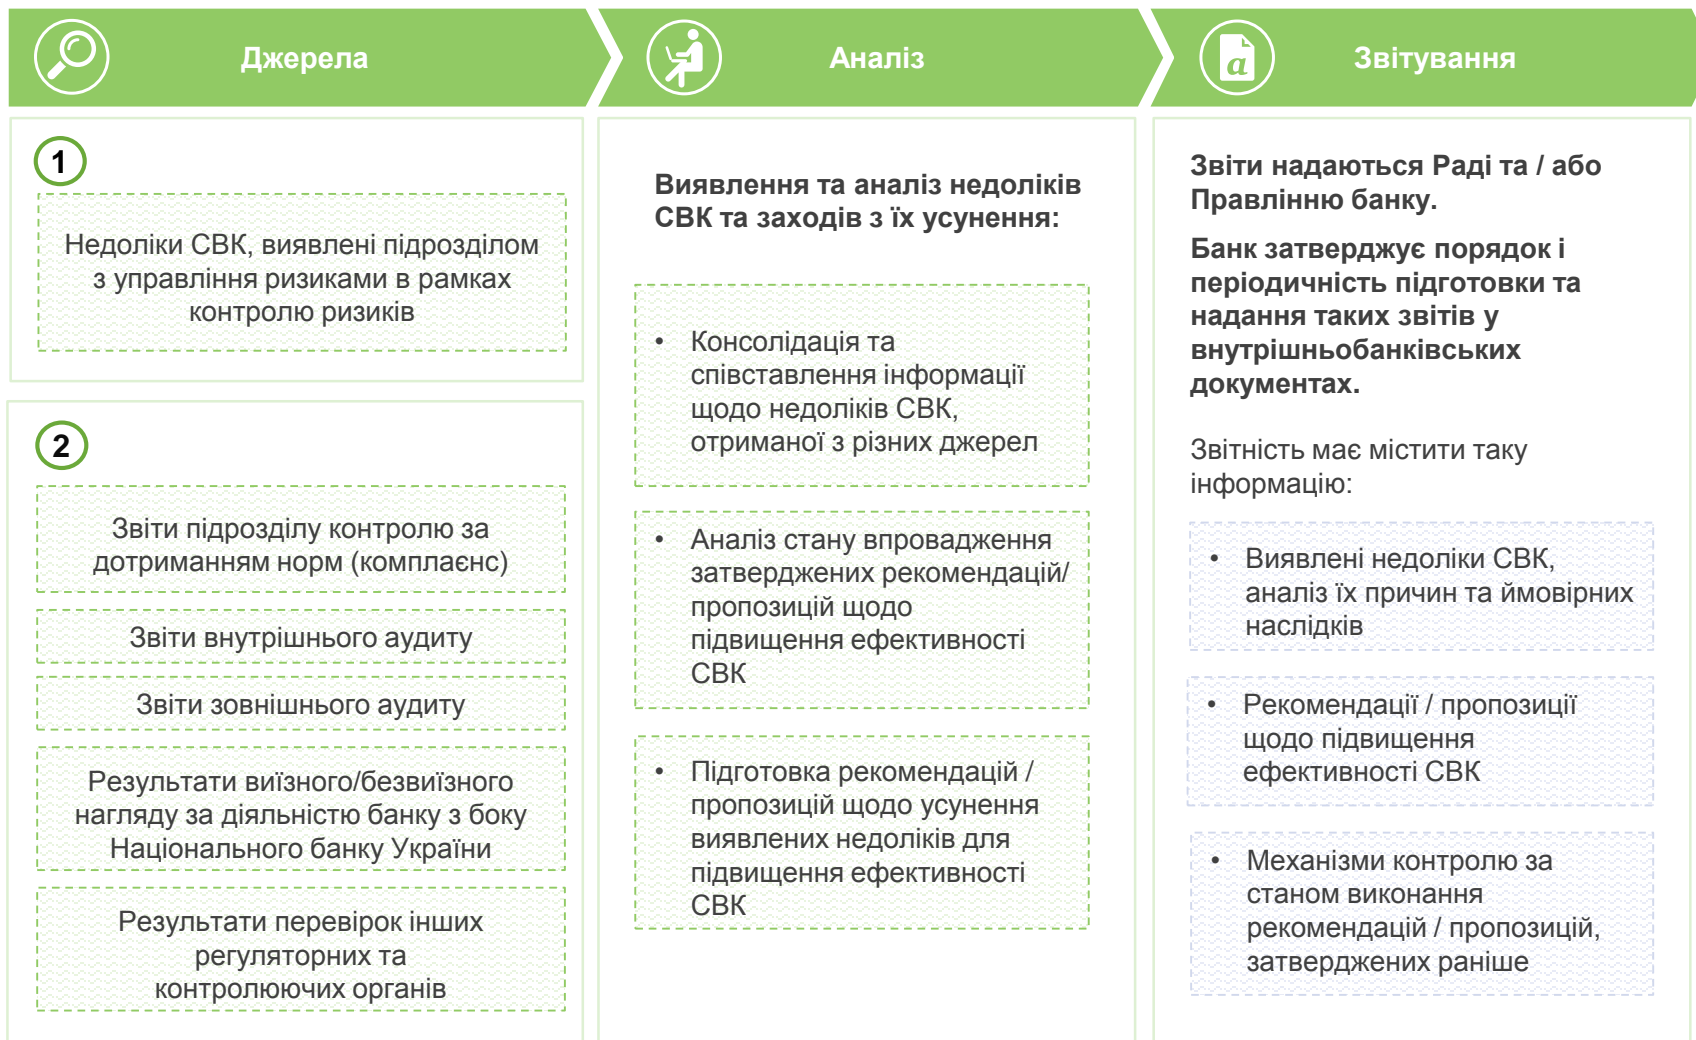 Джерела
Аналіз
a
Звітування
1
Недоліки СВК, виявлені підрозділом
з управління ризиками в рамках
контролю ризиків
2
Звіти підрозділу контролю за
дотриманням норм (комплаєнс)
Звіти внутрішнього аудиту
Звіти зовнішнього аудиту
Результати виїзного/безвиїзного
нагляду за діяльністю банку з боку
Національного банку України
Результати перевірок інших
регуляторних та
контролюючих органів
Виявлення та аналіз недоліків
СВК та заходів з їх усунення:
• Консолідація та
співставлення інформації
щодо недоліків СВК,
отриманої з різних джерел
• Аналіз стану впровадження
затверджених рекомендацій/
пропозицій щодо
підвищення ефективності
СВК
• Підготовка рекомендацій /
пропозицій щодо усунення
виявлених недоліків для
підвищення ефективності
СВК
Звіти надаються Раді та / або
Правлінню банку.
Банк затверджує порядок і
періодичність підготовки та
надання таких звітів у
внутрішньобанківських
документах.
Звітність має містити таку
інформацію:
• Виявлені недоліки СВК,
аналіз їх причин та ймовірних
наслідків
• Рекомендації / пропозиції
щодо підвищення
ефективності СВК
• Механізми контролю за
станом виконання
рекомендацій / пропозицій,
затверджених раніше